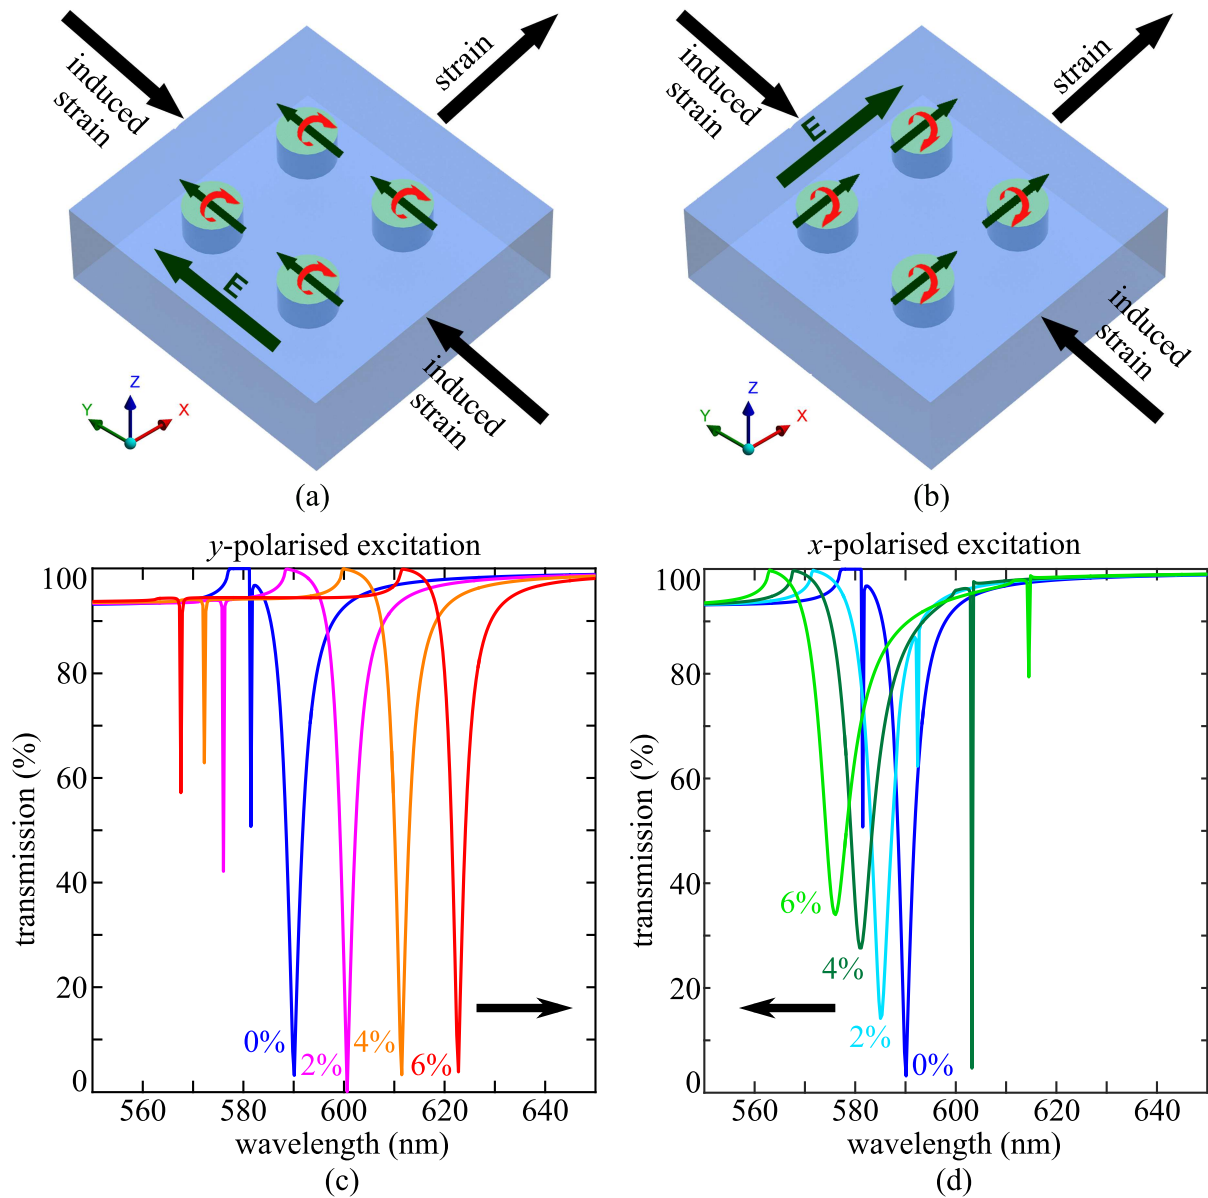 induced
strain
strain
E
induced
strain
Z
Y
X
(a)
induced
strain
strain
E
induced
strain
Z
Y
X
(b)
y-polarised excitation
transmission (%)
100
80
60
40
20
0
0%
2%
4%
6%
560
580
600
620
640
wavelength (nm)
(c)
x-polarised excitation
transmission (%)
100
80
60
40
20
0
6%
4%
2%
0%
560
580
600
620
640
wavelength (nm)
(d)